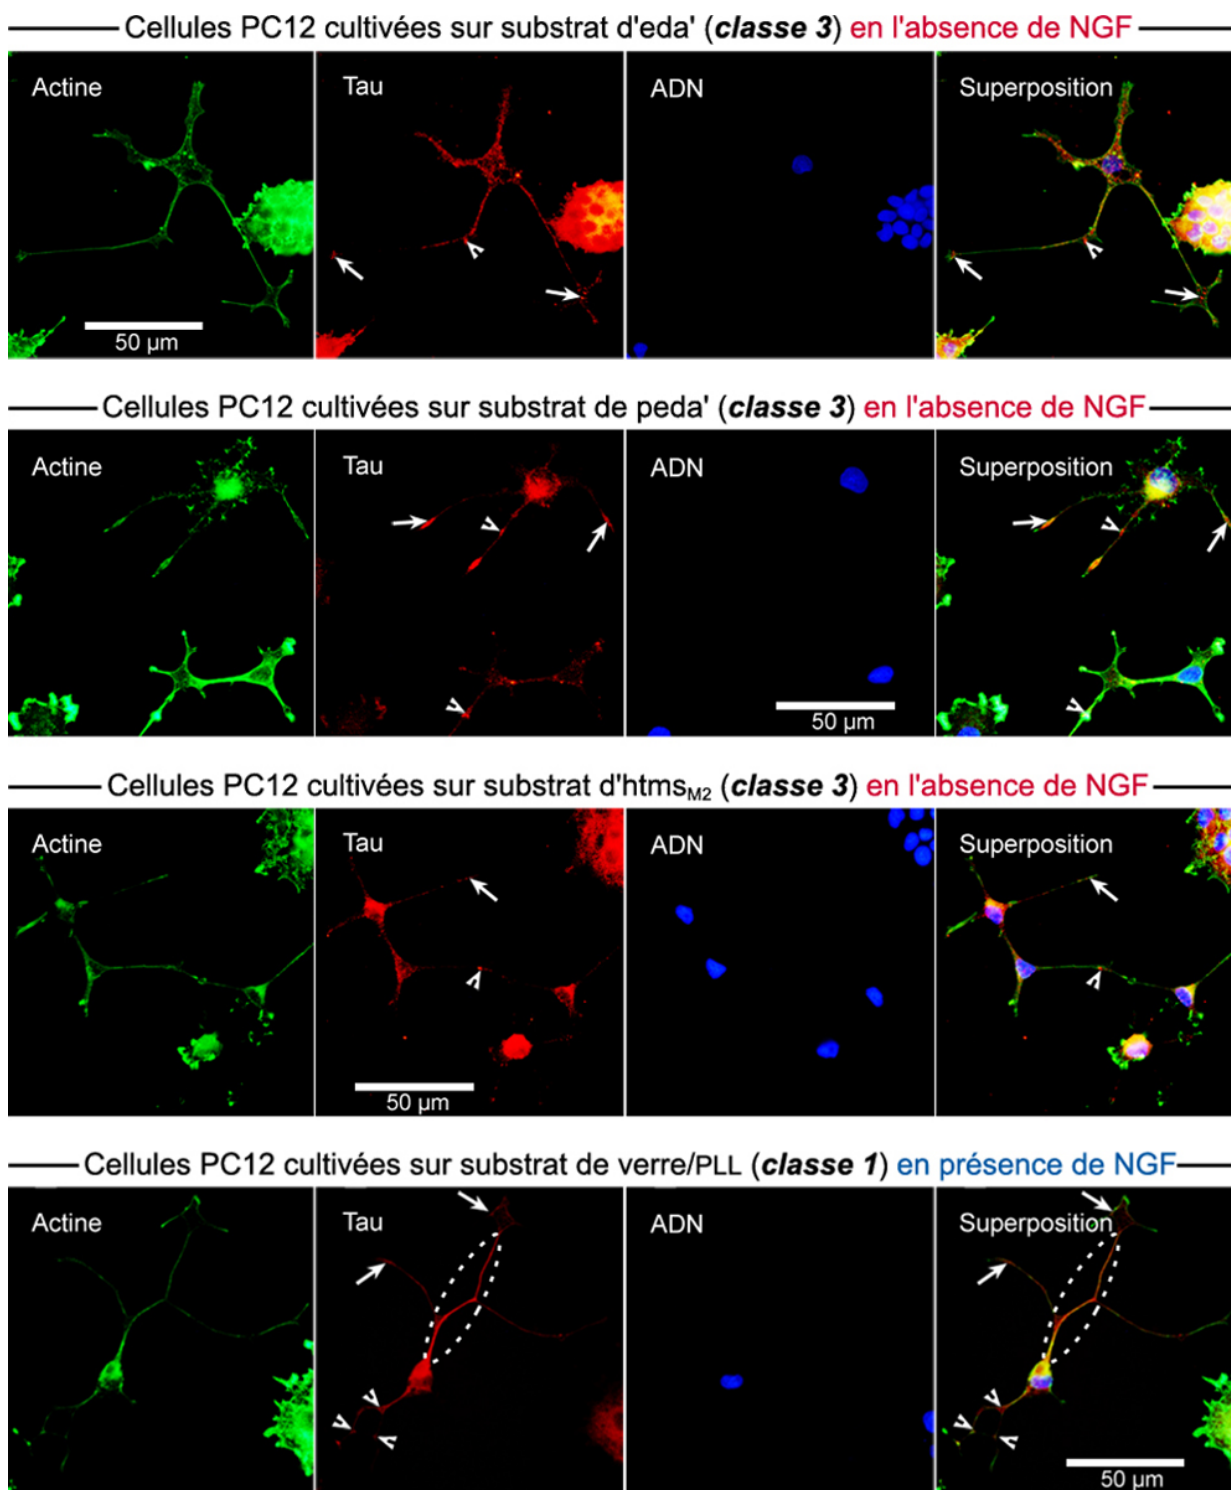 Cellules PC12 cultivées sur substrat d'eda' (classe 3) en l'absence de NGF
Actine Tau ADN Superposition
50 µm
Cellules PC12 cultivées sur substrat de peda' (classe 3) en l'absence de NGF
Actine Tau ADN Superposition
50 µm
Cellules PC12 cultivées sur substrat d'htmsM2 (classe 3) en l'absence de NGF
Actine Tau ADN Superposition
50 µm
Cellules PC12 cultivées sur substrat de verre/PLL (classe 1) en présence de NGF
Actine Tau ADN Superposition
50 µm